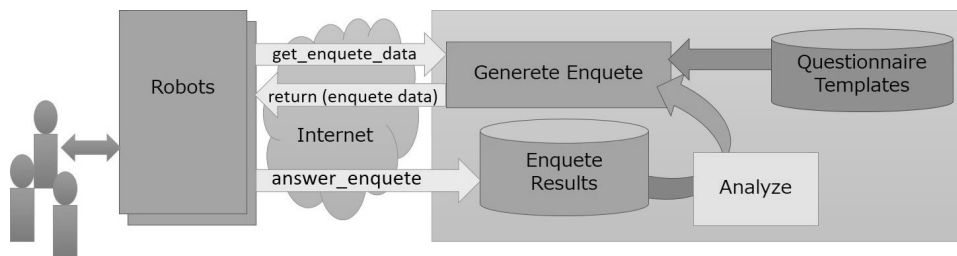 Robots
get_enquete_data
return (enquete data)
Internet
answer_enquete
Generete Enquete
Questionnaire
Templates
Enquete
Results
Analyze